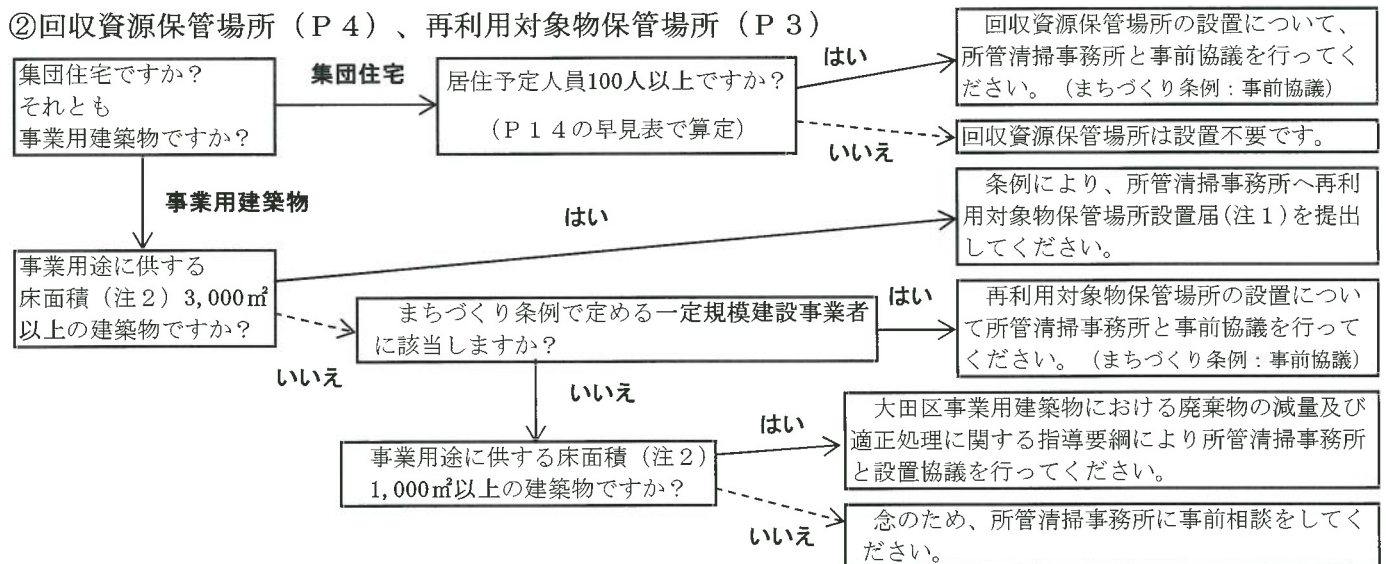 ②回収資源保管場所（Ｐ４）、再利用対象物保管場所（Ｐ３）
集団住宅ですか？
それとも
事業用建築物ですか？
集団住宅
居住予定人員100人以上ですか？
（Ｐ１４の早見表で算定）
はい
回収資源保管場所の設置について、
所管清掃事務所と事前協議を行ってく
ださい。（まちづくり条例：事前協議）
いいえ
回収資源保管場所は設置不要です。
事業用建築物
事業用途に供する
床面積（注２）3,000㎡
以上の建築物ですか？
はい
条例により、所管清掃事務所へ再利
用対象物保管場所設置届(注１)を提出
してください。
いいえ
まちづくり条例で定める一定規模建設事業者
に該当しますか？
はい
再利用対象物保管場所の設置につい
て所管清掃事務所と事前協議を行って
ください。（まちづくり条例：事前協議）
いいえ
事業用途に供する床面積（注２）
1,000㎡以上の建築物ですか？
はい
大田区事業用建築物における廃棄物の減量及び
適正処理に関する指導要綱により所管清掃事務所
と設置協議を行ってください。
いいえ
念のため、所管清掃事務所に事前相談をしてく
ださい。